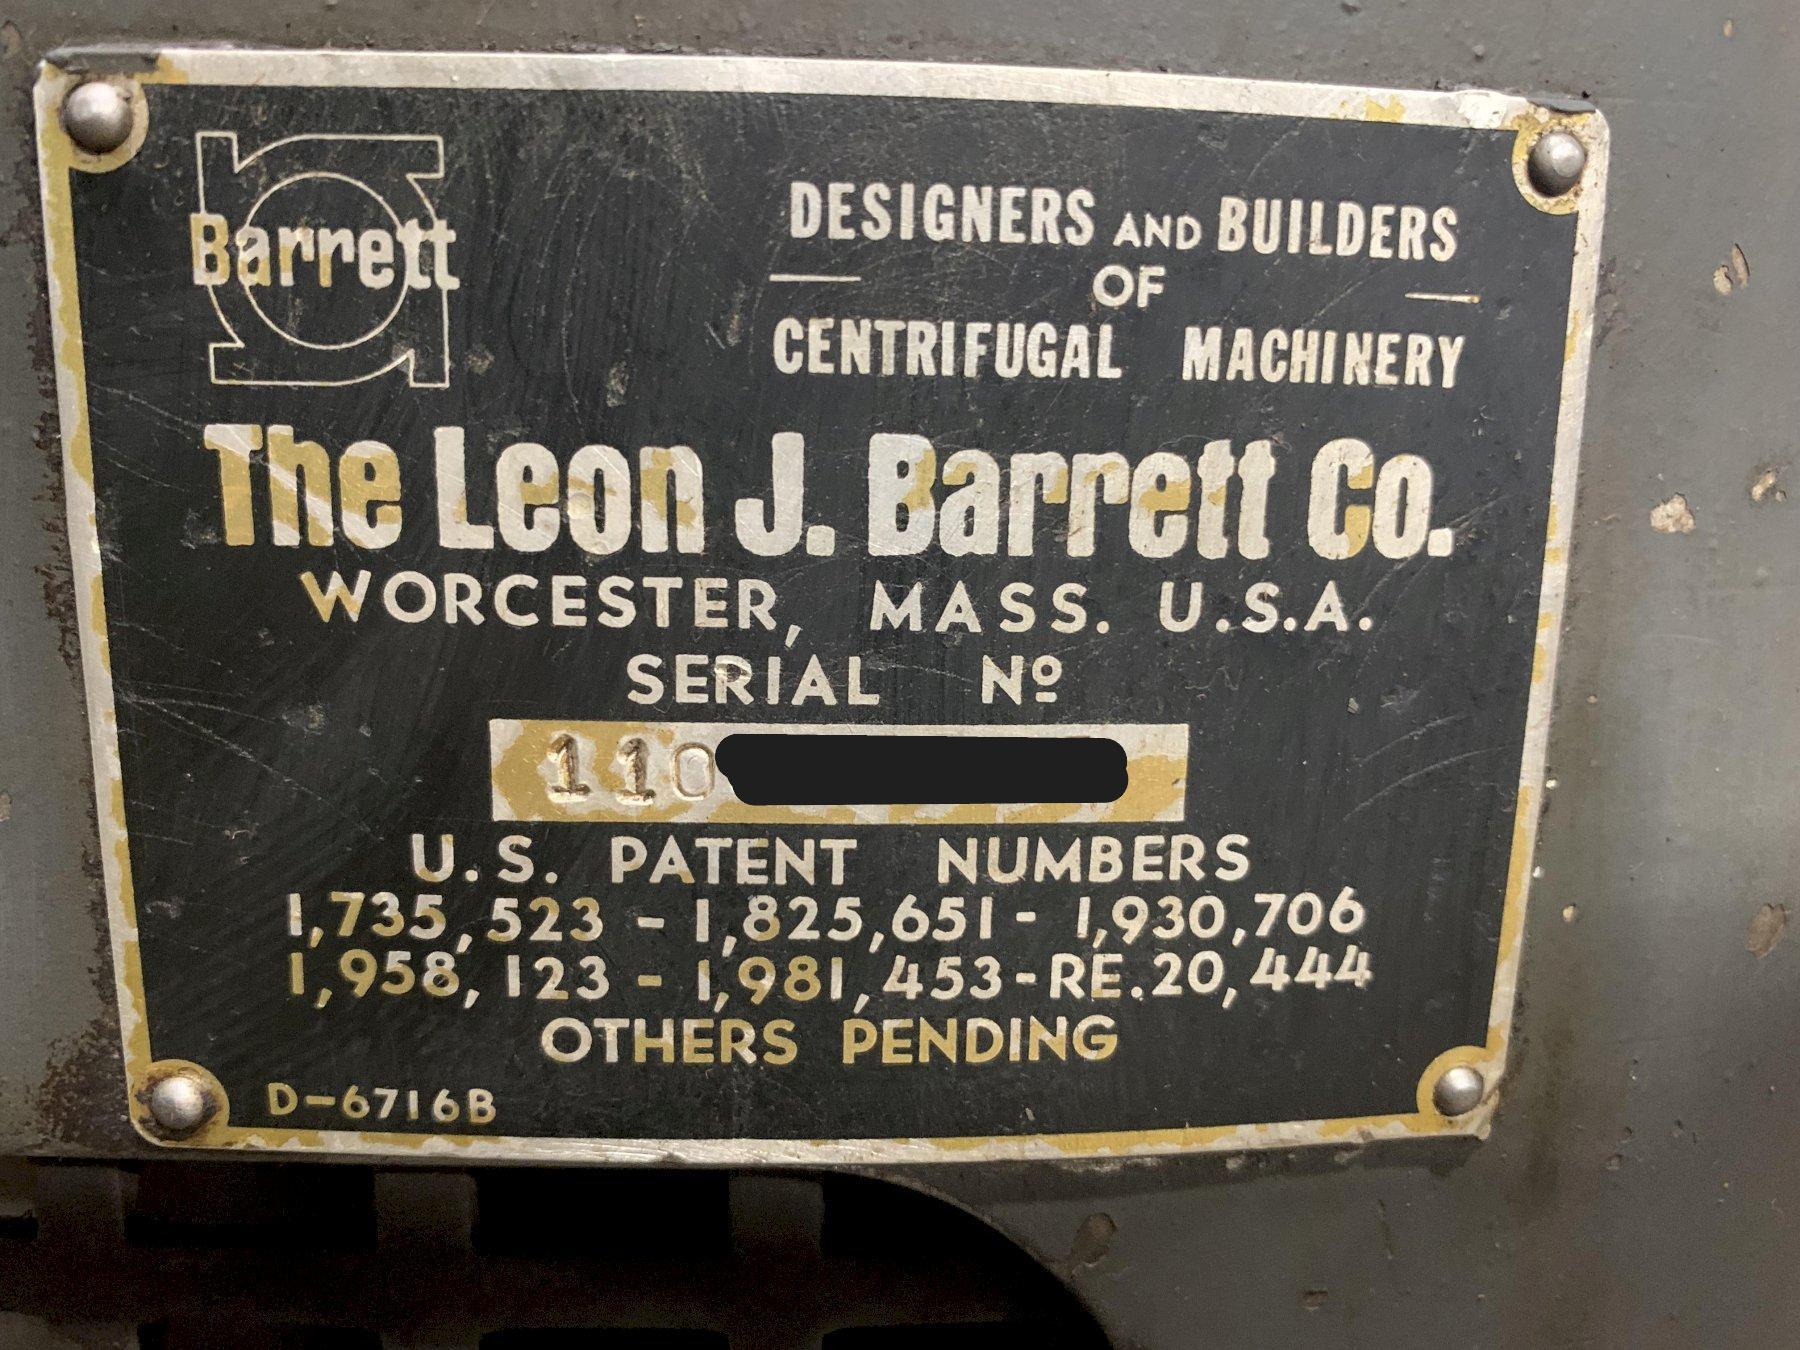 Barrett
DESIGNERS AND BUILDERS
OF
CENTRIFUGAL MACHINERY
The Leon J. Barrett Co.
WORCESTER, MASS. U.S.A.
SERIAL Nº
110
U.S. PATENT NUMBERS
1,735,523 - 1,825,651 - 1,930,706
1,958,123 - 1,981,453 - RE.20,444
OTHERS PENDING
D-6716B